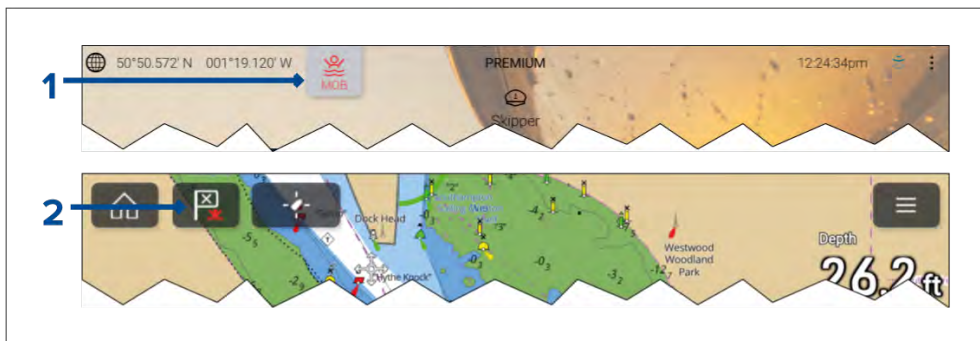 1
50°50.572' N 001°19.120' W
MOB
PREMIUM
12:24:34pm
Skipper
2
Dock Head
"Hythe Knock"
Westwood
Woodland
Park
Depth
26.2 ft